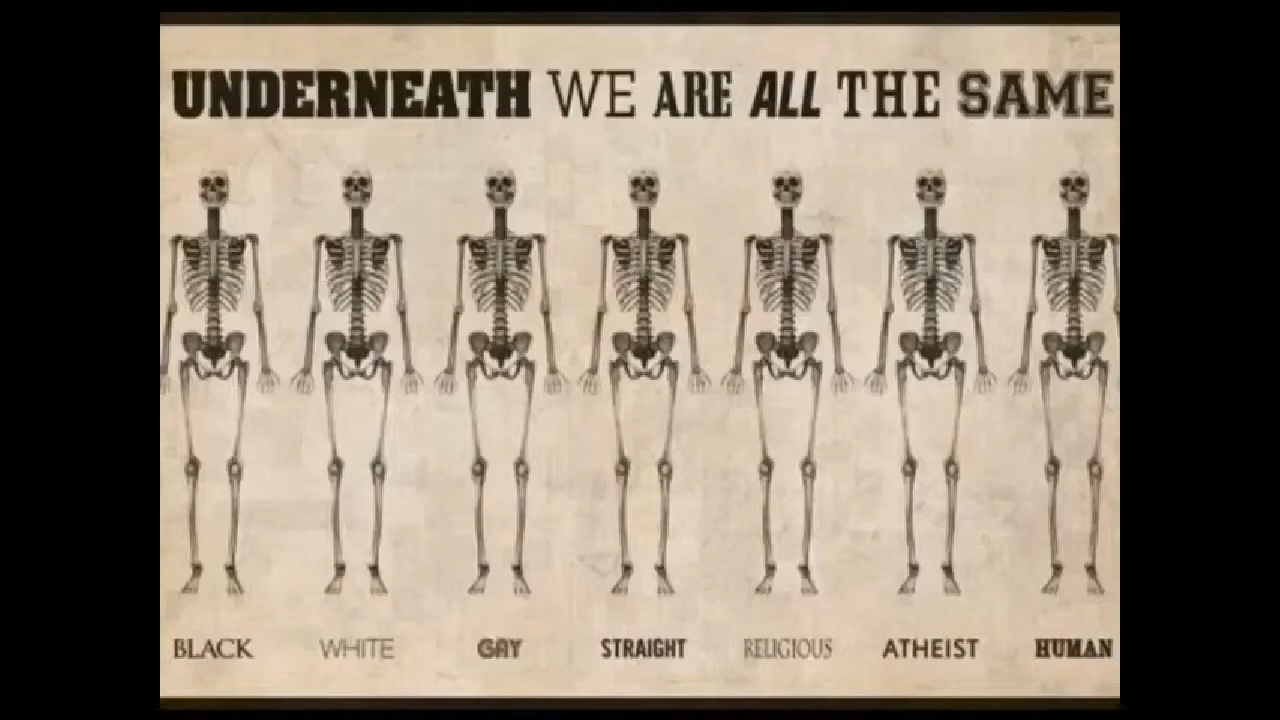 UNDERNEATH WE ARE ALL THE SAME
BLACK WHITE GAY STRAIGHT RELIGIOUS ATHEIST HUMAN